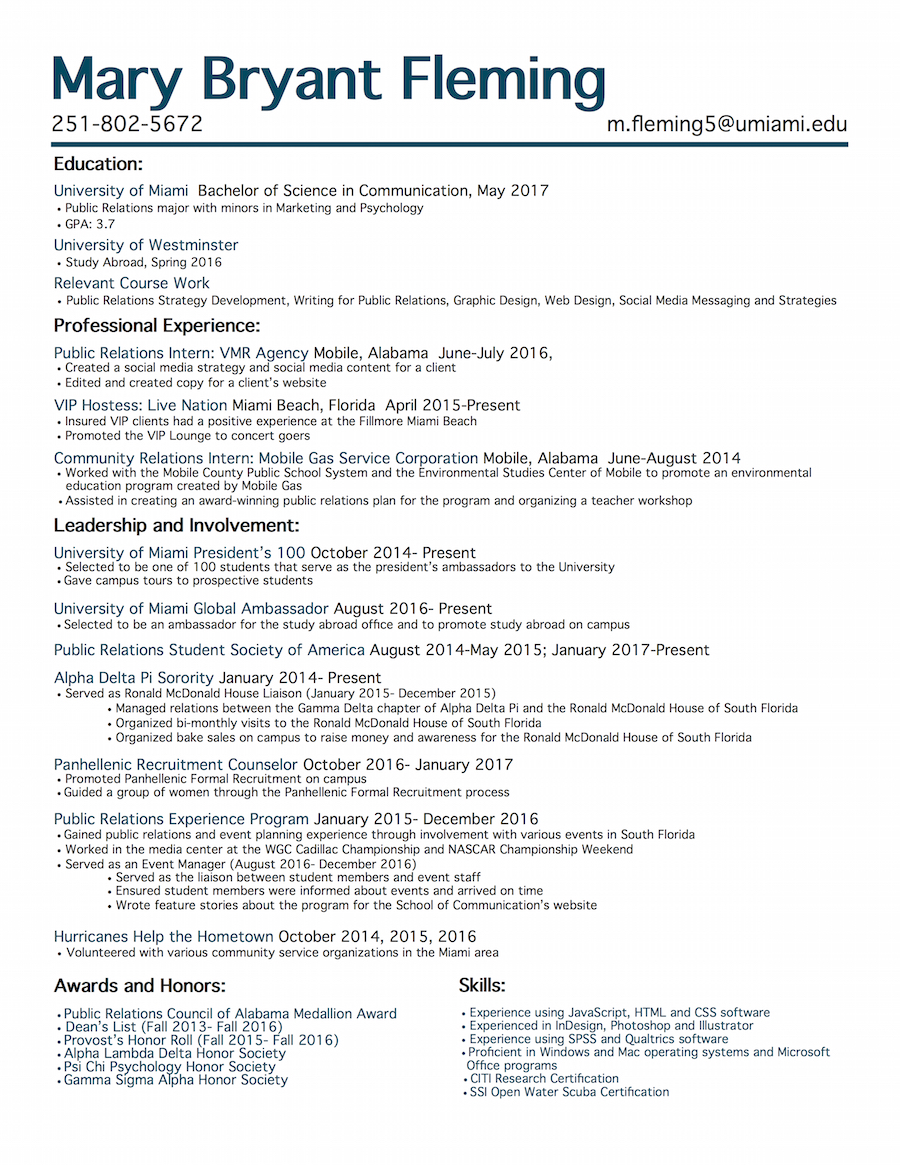 Mary Bryant Fleming
251-802-5672 m.fleming5@umiami.edu
Education:
University of Miami Bachelor of Science in Communication, May 2017
• Public Relations major with minors in Marketing and Psychology
• GPA: 3.7
University of Westminster
• Study Abroad, Spring 2016
Relevant Course Work
• Public Relations Strategy Development, Writing for Public Relations, Graphic Design, Web Design, Social Media Messaging and Strategies
Professional Experience:
Public Relations Intern: VMR Agency Mobile, Alabama June-July 2016,
• Created a social media strategy and social media content for a client
• Edited and created copy for a client's website
VIP Hostess: Live Nation Miami Beach, Florida April 2015-Present
• Insured VIP clients had a positive experience at the Fillmore Miami Beach
• Promoted the VIP Lounge to concert goers
Community Relations Intern: Mobile Gas Service Corporation Mobile, Alabama June-August 2014
• Worked with the Mobile County Public School System and the Environmental Studies Center of Mobile to promote an environmental
education program created by Mobile Gas
• Assisted in creating an award-winning public relations plan for the program and organizing a teacher workshop
Leadership and Involvement:
University of Miami President's 100 October 2014- Present
• Selected to be one of 100 students that serve as the president's ambassadors to the University
• Gave campus tours to prospective students
University of Miami Global Ambassador August 2016- Present
• Selected to be an ambassador for the study abroad office and to promote study abroad on campus
Public Relations Student Society of America August 2014-May 2015; January 2017-Present
Alpha Delta Pi Sorority January 2014- Present
• Served as Ronald McDonald House Liaison (January 2015- December 2015)
• Managed relations between the Gamma Delta chapter of Alpha Delta Pi and the Ronald McDonald House of South Florida
• Organized bi-monthly visits to the Ronald McDonald House of South Florida
• Organized bake sales on campus to raise money and awareness for the Ronald McDonald House of South Florida
Panhellenic Recruitment Counselor October 2016- January 2017
• Promoted Panhellenic Formal Recruitment on campus
• Guided a group of women through the Panhellenic Formal Recruitment process
Public Relations Experience Program January 2015- December 2016
• Gained public relations and event planning experience through involvement with various events in South Florida
• Worked in the media center at the WGC Cadillac Championship and NASCAR Championship Weekend
• Served as an Event Manager (August 2016- December 2016)
• Served as the liaison between student members and event staff
• Ensured student members were informed about events and arrived on time
• Wrote feature stories about the program for the School of Communication's website
Hurricanes Help the Hometown October 2014, 2015, 2016
• Volunteered with various community service organizations in the Miami area
Awards and Honors:
• Public Relations Council of Alabama Medallion Award
• Dean's List (Fall 2013- Fall 2016)
• Provost's Honor Roll (Fall 2015- Fall 2016)
• Alpha Lambda Delta Honor Society
• Psi Chi Psychology Honor Society
• Gamma Sigma Alpha Honor Society
Skills:
• Experience using JavaScript, HTML and CSS software
• Experienced in InDesign, Photoshop and Illustrator
• Experience using SPSS and Qualtrics software
• Proficient in Windows and Mac operating systems and Microsoft
Office programs
• CITI Research Certification
• SSI Open Water Scuba Certification